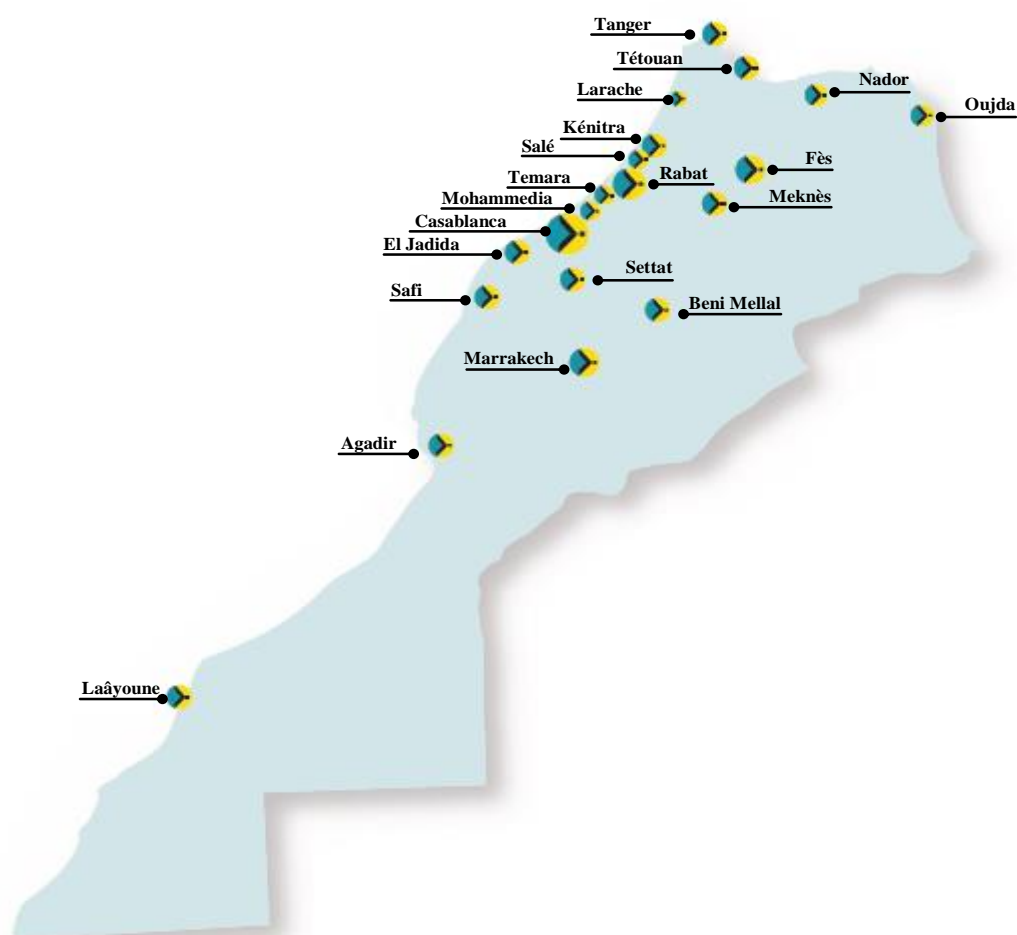 Tanger
Tétouan
Nador
Larache
Oujda
Kénitra
Salé
Fès
Rabat
Temara
Meknès
Mohammedia
Casablanca
El Jadida
Settat
Safi
Beni Mellal
Marrakech
Agadir
Laâyoune